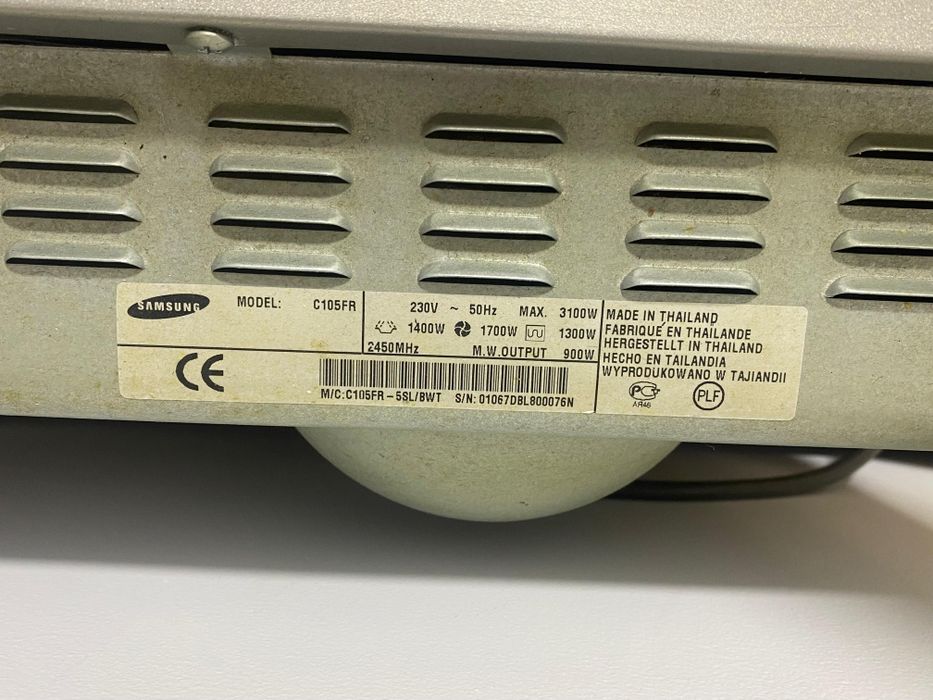 SAMSUNG
MODEL: C105FR
230V ~ 50Hz MAX. 3100W
1400W 1700W 1300W
2450MHz M.W.OUTPUT 900W
CE
M/C:C105FR-5SL/BWT S/N: 01067DBL800076N
MADE IN THAILAND
FABRIQUE EN THAILANDE
HERGESTELLT IN THAILAND
HECHO EN TAILANDIA
WYPRODUKOWANO W TAJIANDII
АЯ46
PLF